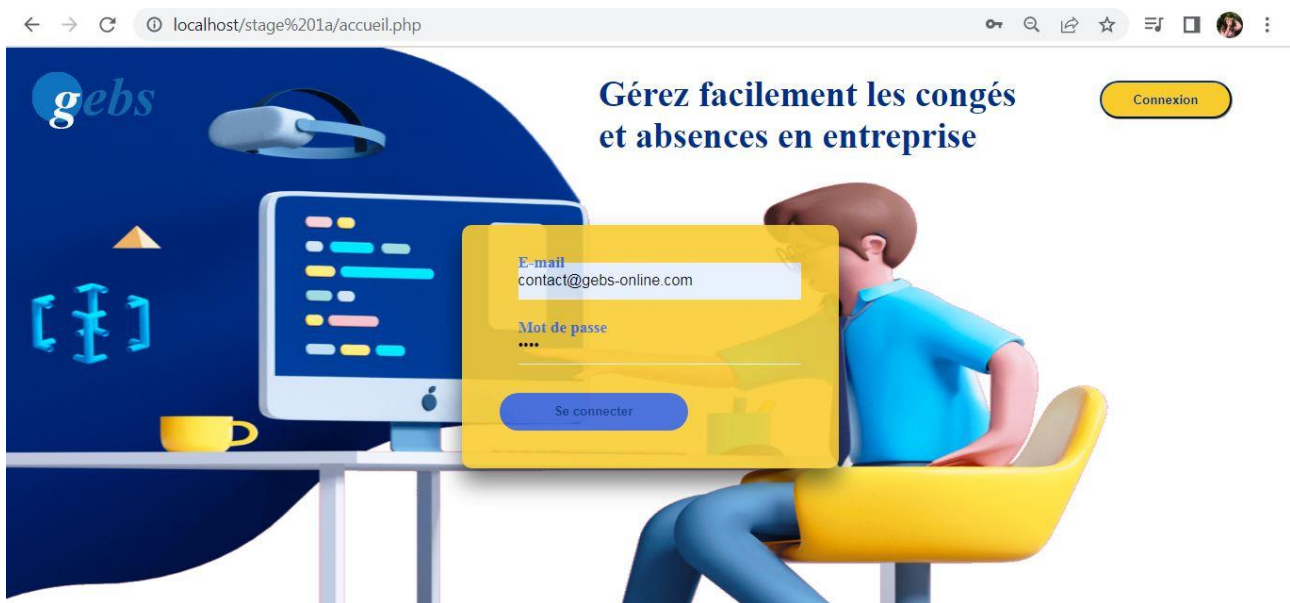 localhost/stage%201a/accueil.php
gebs
Gérez facilement les congés
et absences en entreprise
Connexion
E-mail
contact@gebs-online.com
Mot de passe
••••
Se connecter